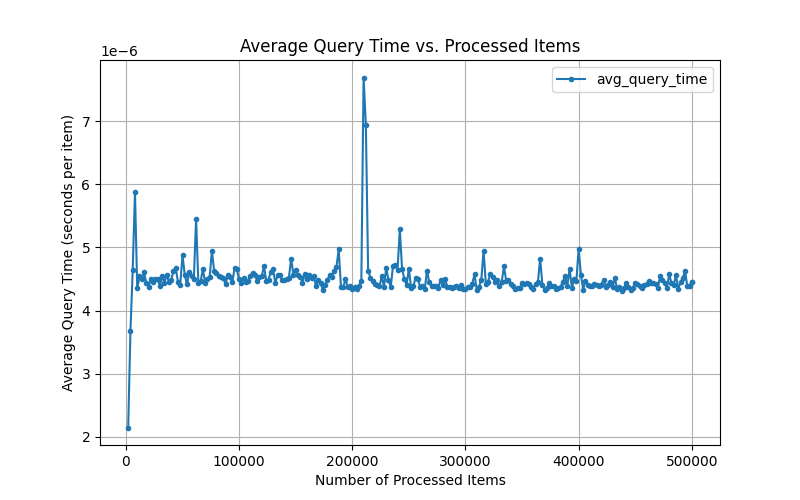 Average Query Time vs. Processed Items
1e−6
avg_query_time
7
6
5
4
3
2
Average Query Time (seconds per item)
0 100000 200000 300000 400000 500000
Number of Processed Items